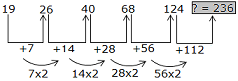 19 26 40 68 124 ? = 236
+7 +14 +28 +56 +112
7x2 14x2 28x2 56x2